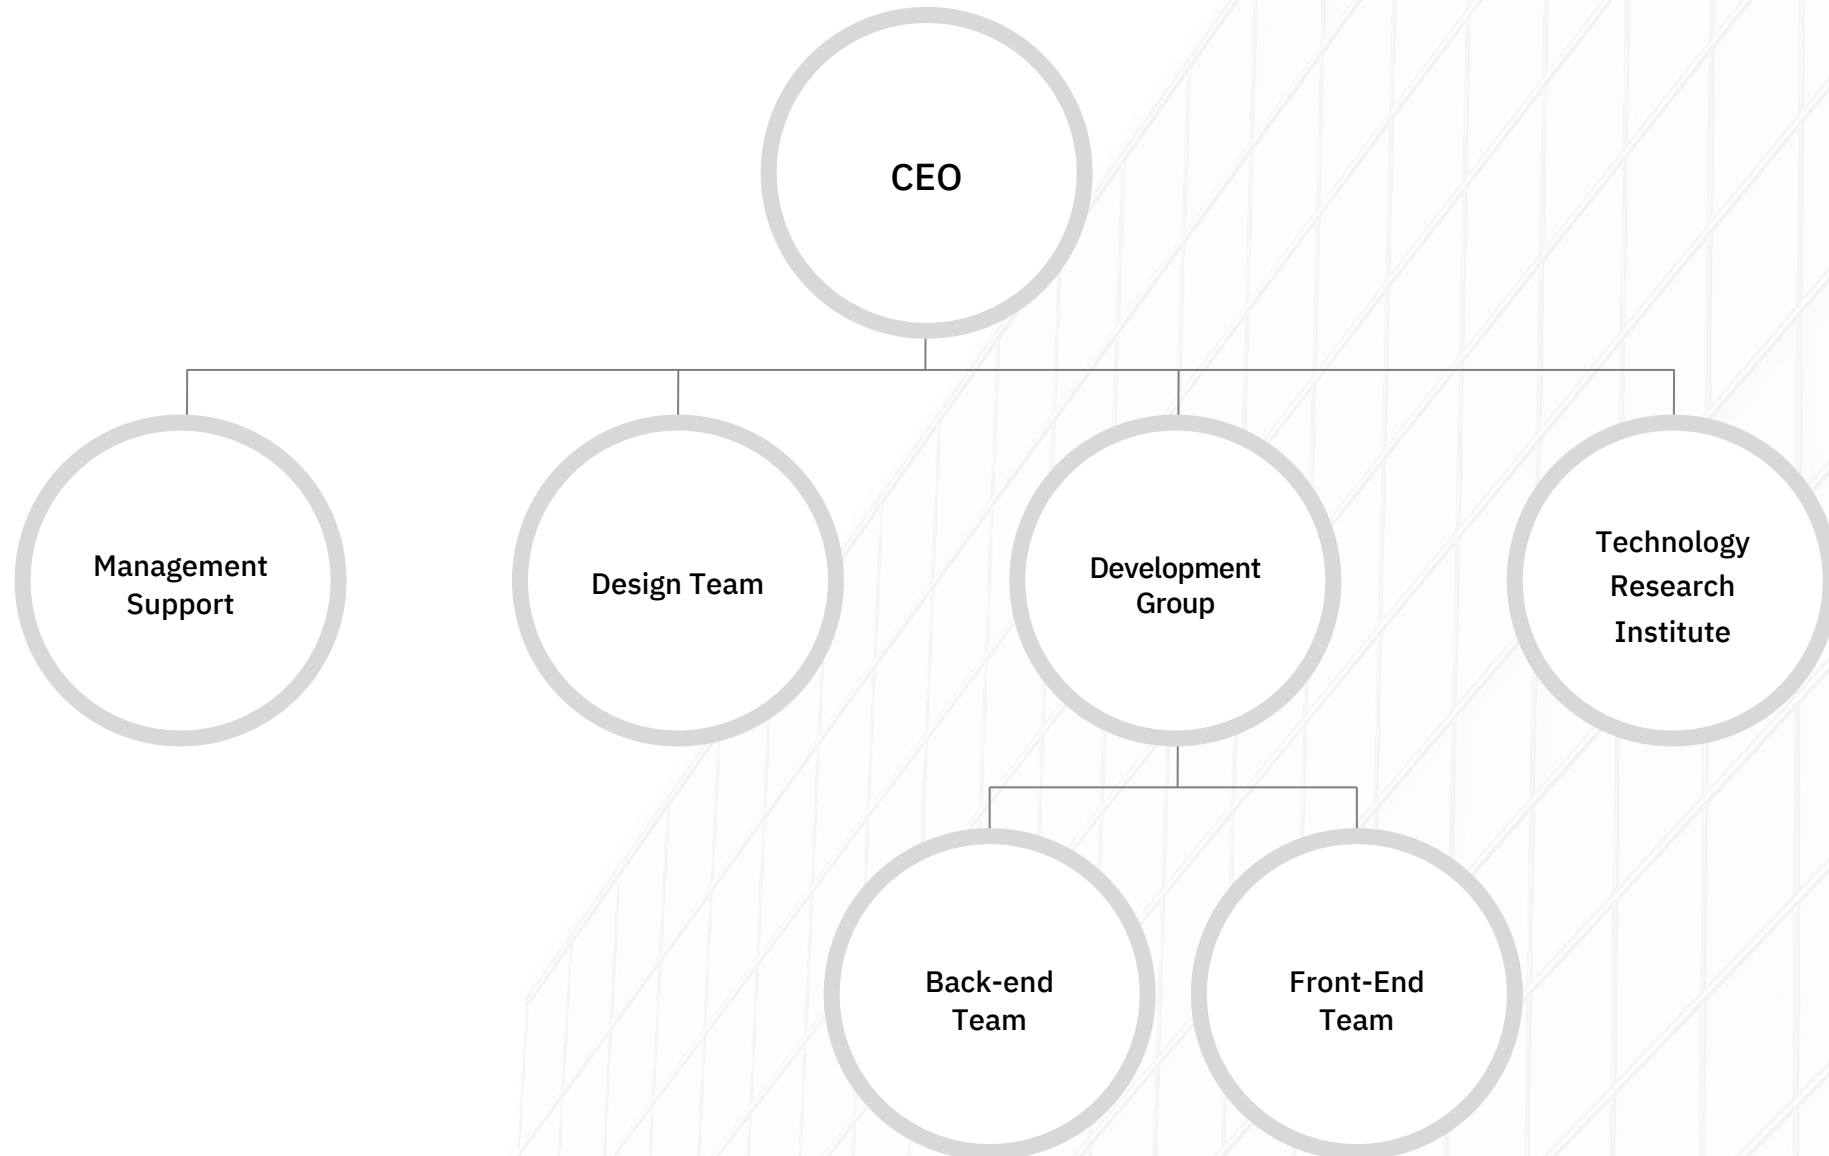 CEO
Management
Support
Design Team
Development
Group
Technology
Research
Institute
Back-end
Team
Front-End
Team